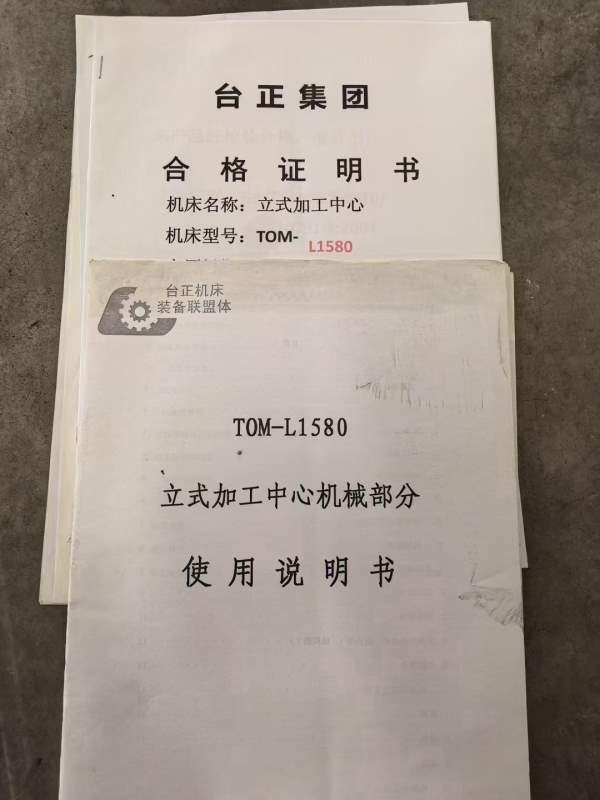 台正集团
合格证明书
机床名称：立式加工中心
机床型号：TOM-L1580
台正机床
装备联盟体
TOM-L1580
立式加工中心机械部分
使用说明书